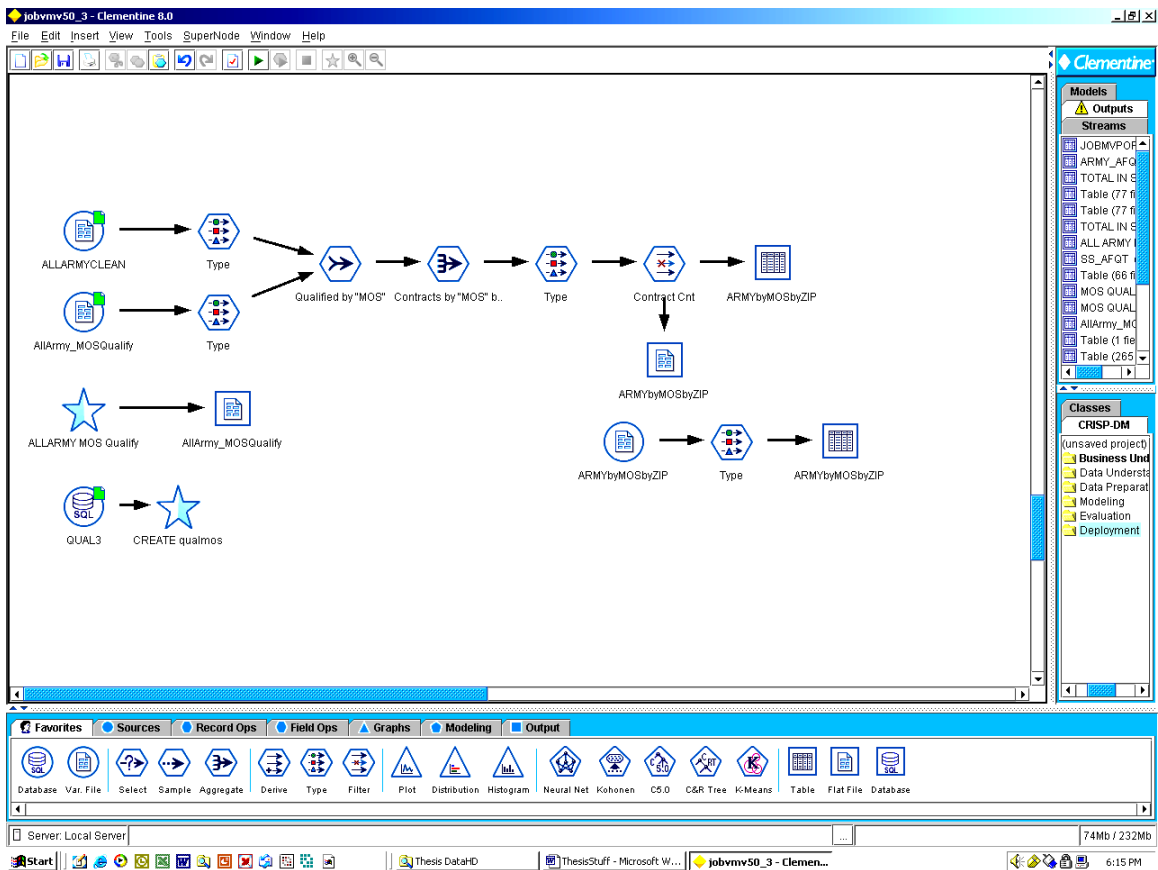 jobvmv50_3 - Clementine 8.0
File Edit Insert View Tools SuperNode Window Help
Clementine
Models
Outputs
Streams
JOBMVPOP
ARMY_AFQ
TOTAL IN S
Table (77 fi
Table (77 fi
TOTAL IN S
ALL ARMY
SS_AFQT
Table (66 fi
MOS QUAL
MOS QUAL
AllArmy_MO
Table (1 fie
Table (265
ALLARMYCLEAN
Type
Qualified by "MOS"
Contracts by "MOS" b..
Type
Contract Cnt
ARMYbyMOSbyZIP
AllArmy_MOSQualify
Type
ARMYbyMOSbyZIP
ALLARMY MOS Qualify
AllArmy_MOSQualify
ARMYbyMOSbyZIP
Type
ARMYbyMOSbyZIP
SQL
QUAL3
CREATE qualmos
Classes
CRISP-DM
(unsaved project)
Business Und
Data Understa
Data Preparat
Modeling
Evaluation
Deployment
Favorites Sources Record Ops Field Ops Graphs Modeling Output
SQL C 5.0 C&RT K SQL
Database Var. File Select Sample Aggregate Derive Type Filter Plot Distribution Histogram Neural Net Kohonen C5.0 C&R Tree K-Means Table Flat File Database
Server: Local Server ... 74Mb / 232Mb
Start Thesis DataHD ThesisStuff - Microsoft W... jobvmv50_3 - Clemen... 6:15 PM